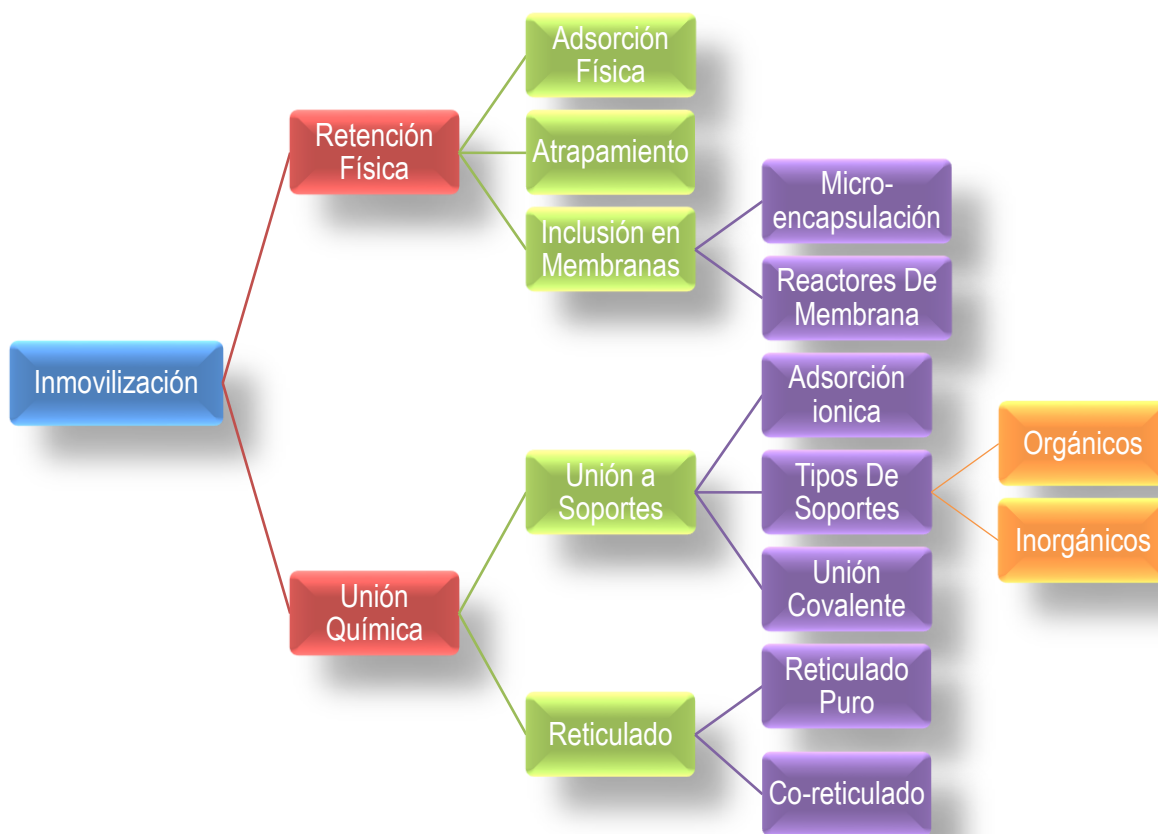 Adsorción
Física
Retención
Física
Atrapamiento
Micro-
encapsulación
Inclusión en
Membranas
Reactores De
Membrana
Inmovilización
Adsorción
ionica
Orgánicos
Unión a
Soportes
Tipos De
Soportes
Inorgánicos
Unión
Covalente
Unión
Química
Reticulado
Puro
Reticulado
Co-reticulado